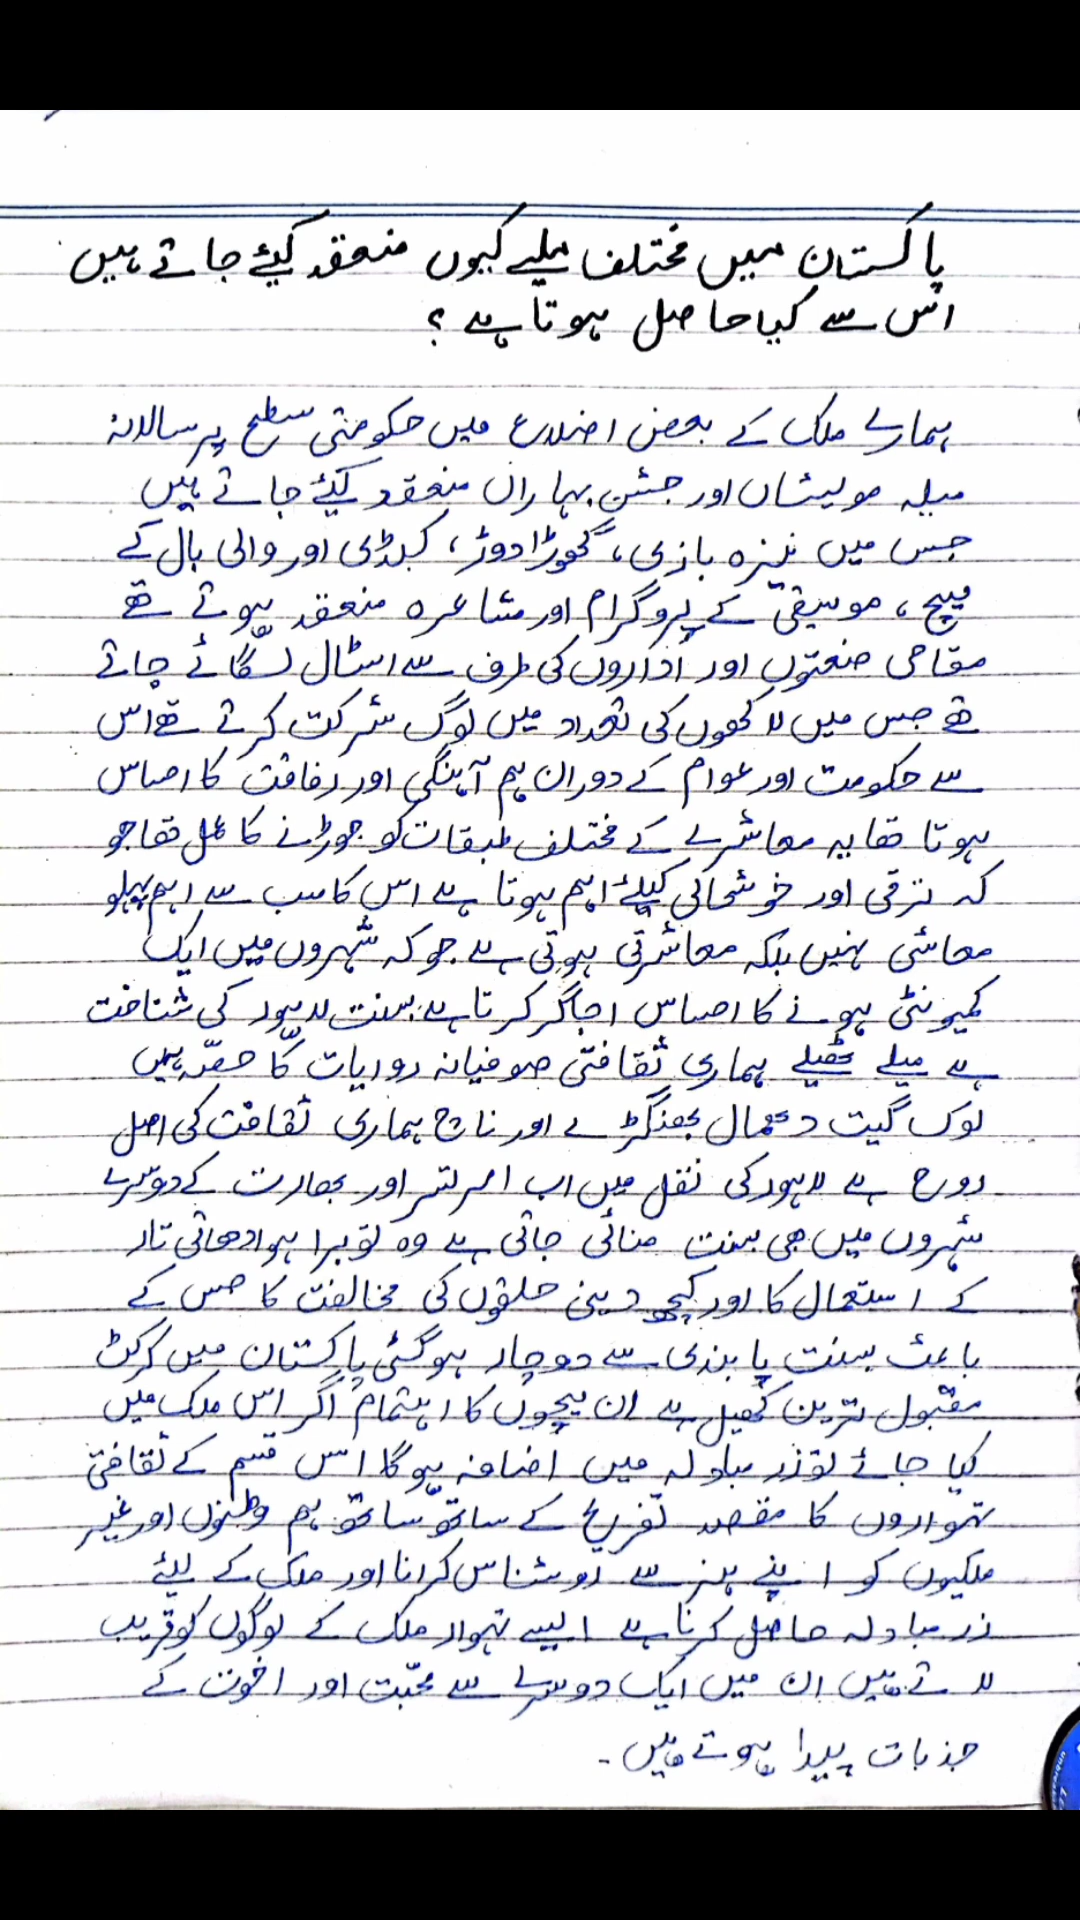 پاکستان میں مختلف میلے کیوں منعقد کیئے جاتے ہیں
اس سے کیا حاصل ہوتا ہے ؟
ہمارے ملک کے بعض اضلاع میں حکومتی سطح پر سالانہ
میلہ مویشاں اور جشن بہاراں منعقد کیئے جاتے ہیں
جس میں نیزہ بازی، گھوڑا دوڑ، کبڈی اور والی بال کے
میچ، موسیقی کے پروگرام اور مشاعرہ منعقد ہوتے تھے
مقامی صنعتوں اور اداروں کی طرف سے اسٹال لگائے جاتے
تھے جس میں لاکھوں کی تعداد میں لوگ شرکت کرتے تھے اس
سے حکومت اور عوام کے دوران ہم آہنگی اور رفاقت کا احساس
ہوتا تھا یہ معاشرے کے مختلف طبقات کو جوڑانے کا عمل تھا جو
کہ ترقی اور خوشحالی کیلئے اہم ہوتا ہے اس کا سب سے اہم پہلو
معاشی نہیں بلکہ معاشرتی ہوتی ہے جو کہ شہروں میں ایک
کمیونٹی ہونے کا احساس اجاگر کرتا ہے بسنت لاہور کی شناخت
ہے میلے ٹھیلے ہماری ثقافتی صوفیانہ روایات کا حصّہ ہیں
لوک گیت دھمال بھنگڑے اور ناچ ہماری ثقافت کی اصل
روح ہے لاہور کی نقل میں اب امرتسر اور بھارت کے دوسرے
شہروں میں بھی بسنت منائی جاتی ہے وہ تو برا ہو ادھاتی تار
کے استعمال کا اور کچھ دینی حلقوں کی مخالفت کا جس کے
باعث بسنت پابندی سے دوچار ہوگئی پاکستان میں کرکٹ
مقبول ترین کھیل ہے ان میچوں کا اہتمام اگر اس ملک میں
کیا جائے تو زر مبادلہ میں اضافہ ہوگا اس قسم کے ثقافتی
تہواروں کا مقصد تفریح کے ساتھ ساتھ ہم وطنوں اور غیر
ملکیوں کو اپنے ہنر سے روشناس کرانا اور ملک کے لیئے
زر مبادلہ حاصل کرنا ہے ایسے تہوار ملک کے لوگوں کو قریب
لاتے ہیں ان میں ایک دوسرے سے محبّت اور اخوت کے
جذبات پیدا ہوتے ہیں۔